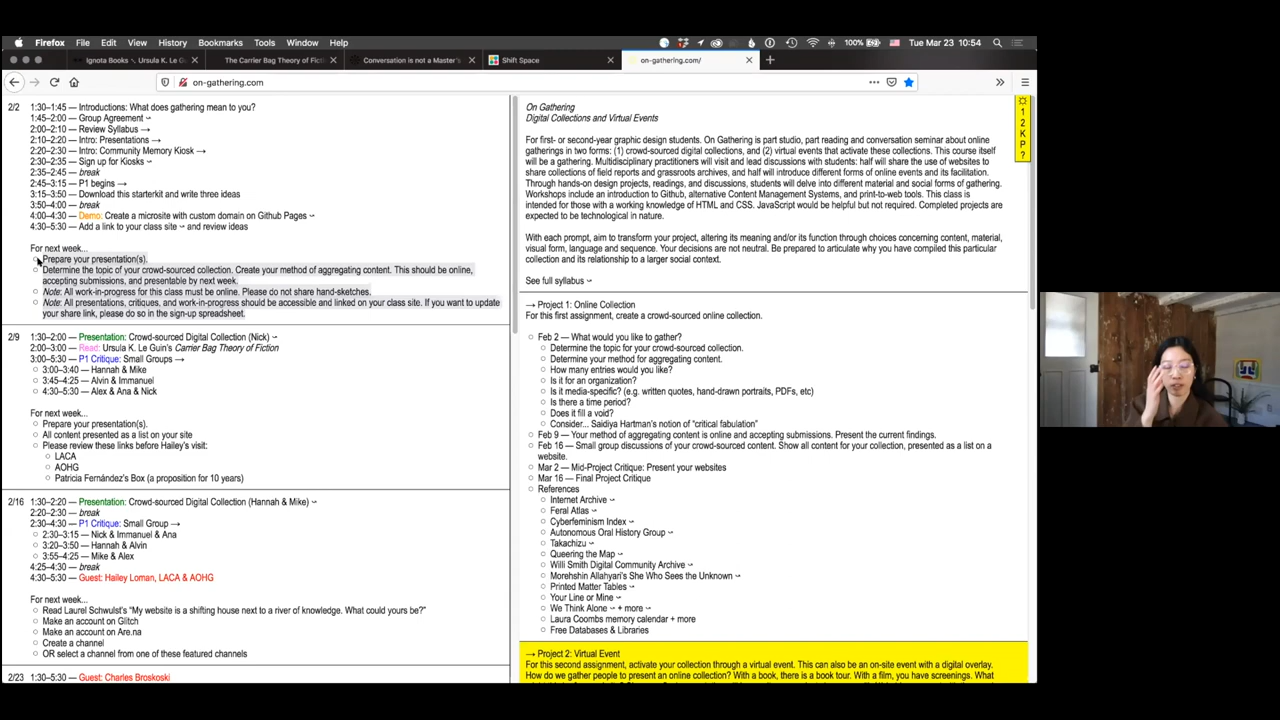 Firefox File Edit View History Bookmarks Tools Window Help
100% Tue Mar 23 10:54
Ignota Books ↔ Ursula K. Le G
The Carrier Bag Theory of Ficti
Conversation is not a Master's
Shift Space
on-gathering.com/
on-gathering.com
2/2 1:30–1:45 — Introductions: What does gathering mean to you?
1:45–2:00 — Group Agreement
2:00–2:10 — Review Syllabus →
2:10–2:20 — Intro: Presentations →
2:20–2:30 — Intro: Community Memory Kiosk →
2:30–2:35 — Sign up for Kiosks
2:35–2:45 — break
2:45–3:15 — P1 begins →
3:15–3:50 — Download this starterkit and write three ideas
3:50–4:00 — break
4:00–4:30 — Demo: Create a microsite with custom domain on Github Pages
4:30–5:30 — Add a link to your class site and review ideas
For next week...
Prepare your presentation(s).
Determine the topic of your crowd-sourced collection. Create your method of aggregating content. This should be online,
accepting submissions, and presentable by next week.
Note: All work-in-progress for this class must be online. Please do not share hand-sketches.
Note: All presentations, critiques, and work-in-progress should be accessible and linked on your class site. If you want to update
your share link, please do so in the sign-up spreadsheet.
2/9 1:30–2:00 — Presentation: Crowd-sourced Digital Collection (Nick)
2:00–3:00 — Read: Ursula K. Le Guin's Carrier Bag Theory of Fiction
3:00–5:30 — P1 Critique: Small Groups →
3:00–3:40 — Hannah & Mike
3:45–4:25 — Alvin & Immanuel
4:30–5:30 — Alex & Ana & Nick
For next week...
Prepare your presentation(s).
All content presented as a list on your site
Please review these links before Hailey's visit:
LACA
AOHG
Patricia Fernández's Box (a proposition for 10 years)
2/16 1:30–2:20 — Presentation: Crowd-sourced Digital Collection (Hannah & Mike)
2:20–2:30 — break
2:30–4:30 — P1 Critique: Small Group →
2:30–3:15 — Nick & Immanuel & Ana
3:20–3:50 — Hannah & Alvin
3:55–4:25 — Mike & Alex
4:25–4:30 — break
4:30–5:30 — Guest: Hailey Loman, LACA & AOHG
For next week...
Read Laurel Schwulst's "My website is a shifting house next to a river of knowledge. What could yours be?"
Make an account on Glitch
Make an account on Are.na
Create a channel
OR select a channel from one of these featured channels
2/23 1:30–5:30 — Guest: Charles Broskoski
On Gathering
Digital Collections and Virtual Events
For first- or second-year graphic design students. On Gathering is part studio, part reading and conversation seminar about online
gatherings in two forms: (1) crowd-sourced digital collections, and (2) virtual events that activate these collections. This course itself
will be a gathering. Multidisciplinary practitioners will visit and lead discussions with students: half will share the use of websites to
share collections of field reports and grassroots archives, and half will introduce different forms of online events and its facilitation.
Through hands-on design projects, readings, and discussions, students will delve into different material and social forms of gathering.
Workshops include an introduction to Github, alternative Content Management Systems, and print-to-web tools. This class is
intended for those with a working knowledge of HTML and CSS. JavaScript would be helpful but not required. Completed projects are
expected to be technological in nature.
With each prompt, aim to transform your project, altering its meaning and/or its function through choices concerning content, material,
visual form, language and sequence. Your decisions are not neutral. Be prepared to articulate why you have compiled this particular
collection and its relationship to a larger social context.
See full syllabus
→ Project 1: Online Collection
For this first assignment, create a crowd-sourced online collection.
Feb 2 — What would you like to gather?
Determine the topic for your crowd-sourced collection.
Determine your method for aggregating content.
How many entries would you like?
Is it for an organization?
Is it media-specific? (e.g. written quotes, hand-drawn portraits, PDFs, etc)
Is there a time period?
Does it fill a void?
Consider... Saidiya Hartman's notion of "critical fabulation"
Feb 9 — Your method of aggregating content is online and accepting submissions. Present the current findings.
Feb 16 — Small group discussions of your crowd-sourced content. Show all content for your collection, presented as a list on a
website.
Mar 2 — Mid-Project Critique: Present your websites
Mar 16 — Final Project Critique
References
Internet Archive
Feral Atlas
Cyberfeminism Index
Autonomous Oral History Group
Takachizu
Queering the Map
Willi Smith Digital Community Archive
Morehshin Allahyari's She Who Sees the Unknown
Printed Matter Tables
Your Line or Mine
We Think Alone + more
Laura Coombs memory calendar + more
Free Databases & Libraries
→ Project 2: Virtual Event
For this second assignment, activate your collection through a virtual event. This can also be an on-site event with a digital overlay.
How do we gather people to present an online collection? With a book, there is a book tour. With a film, you have screenings. What
1
2
K
P
?